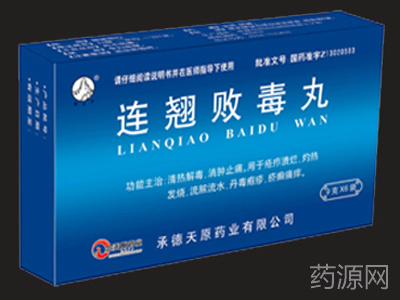 请仔细阅读说明书并在医师指导下使用
批准文号 国药准字Z13020583
连翘败毒丸
LIANQIAO BAIDU WAN
功能主治:清热解毒,消肿止痛,用于疮疖溃烂,灼热
发烧,流脓流水,丹毒疱疹,疥癣痛痒。
9克X6袋
承德天原药业有限公司
药源网